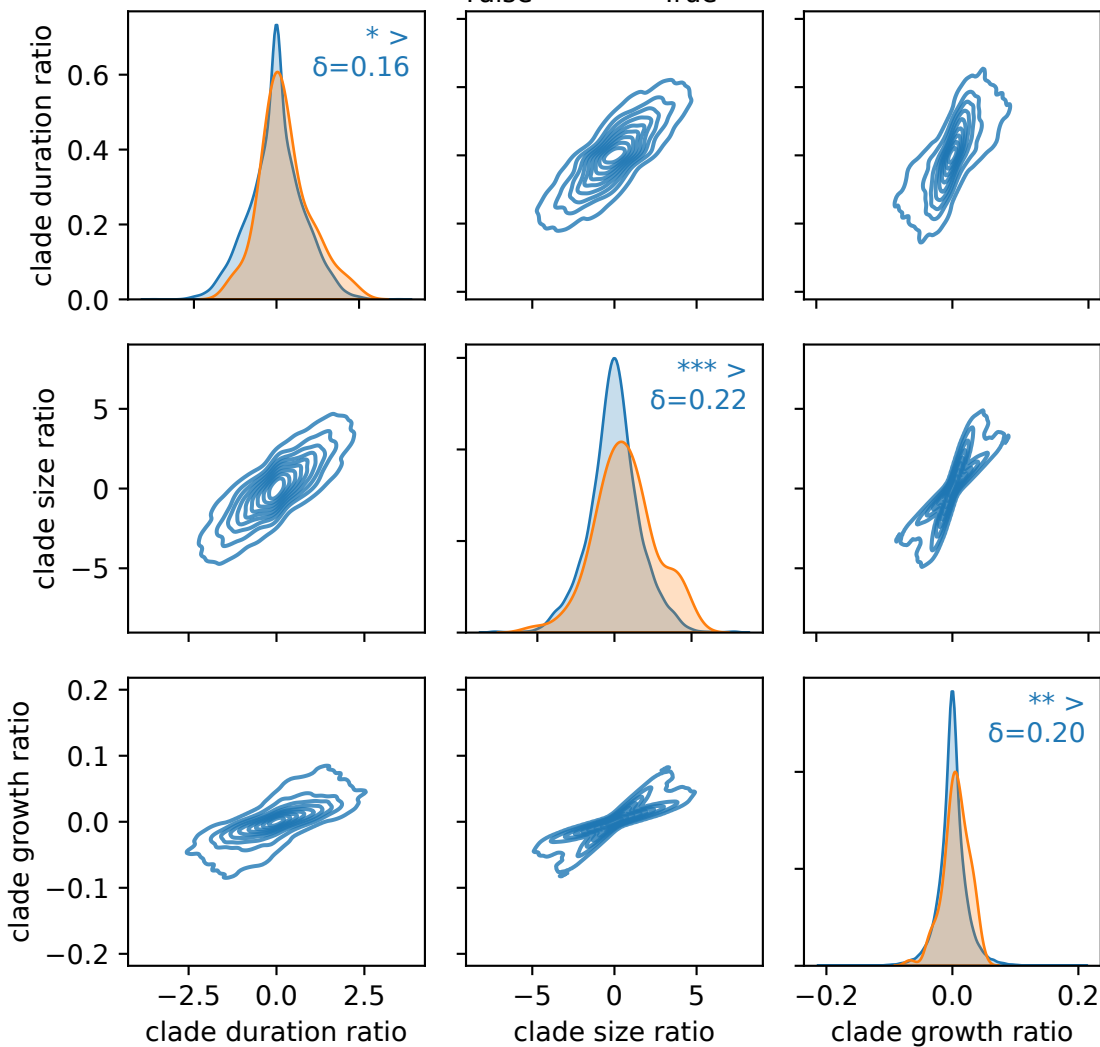 clade duration ratio
0.6
0.4
0.2
0.0
* >
δ=0.16
clade size ratio
5
0
−5
*** >
δ=0.22
clade growth ratio
0.2
0.1
0.0
−0.1
−0.2
** >
δ=0.20
−2.5 0.0 2.5
−5 0 5
−0.2 0.0 0.2
clade duration ratio
clade size ratio
clade growth ratio